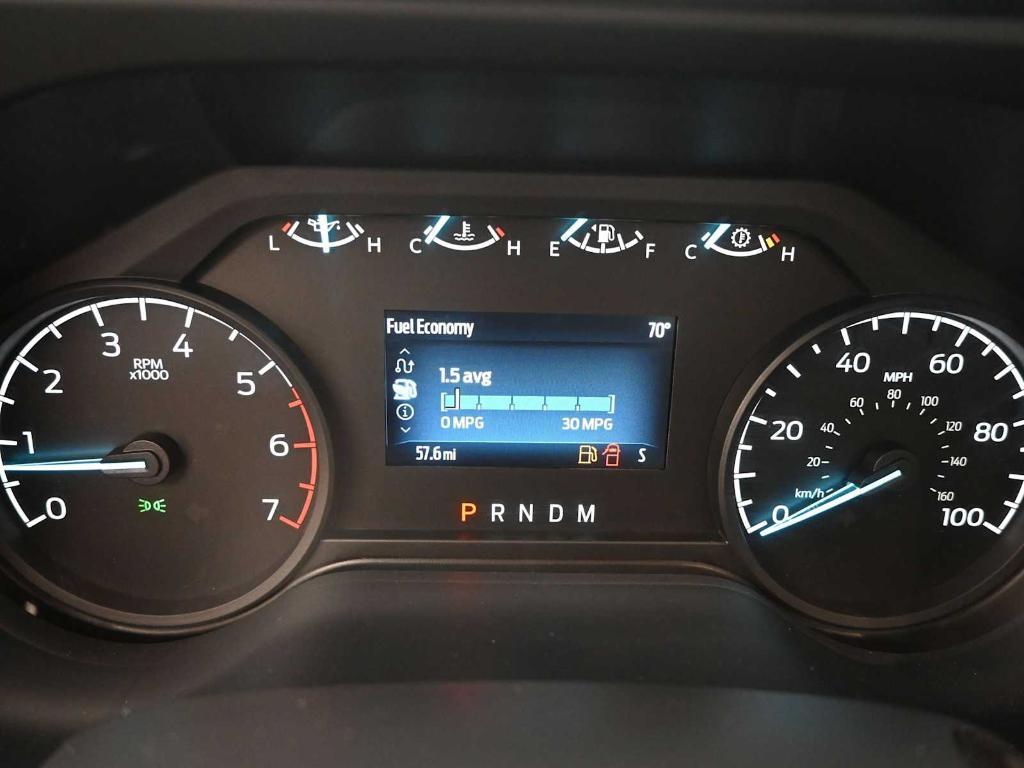 L H C H E F C H
Fuel Economy 70°
1.5 avg
0 MPG 30 MPG
57.6 mi S
P R N D M
0 1 2 3 4 5 6 7
RPM
x1000
0 20 40 60 80 100
MPH
km/h 20 40 60 80 100 120 140 160